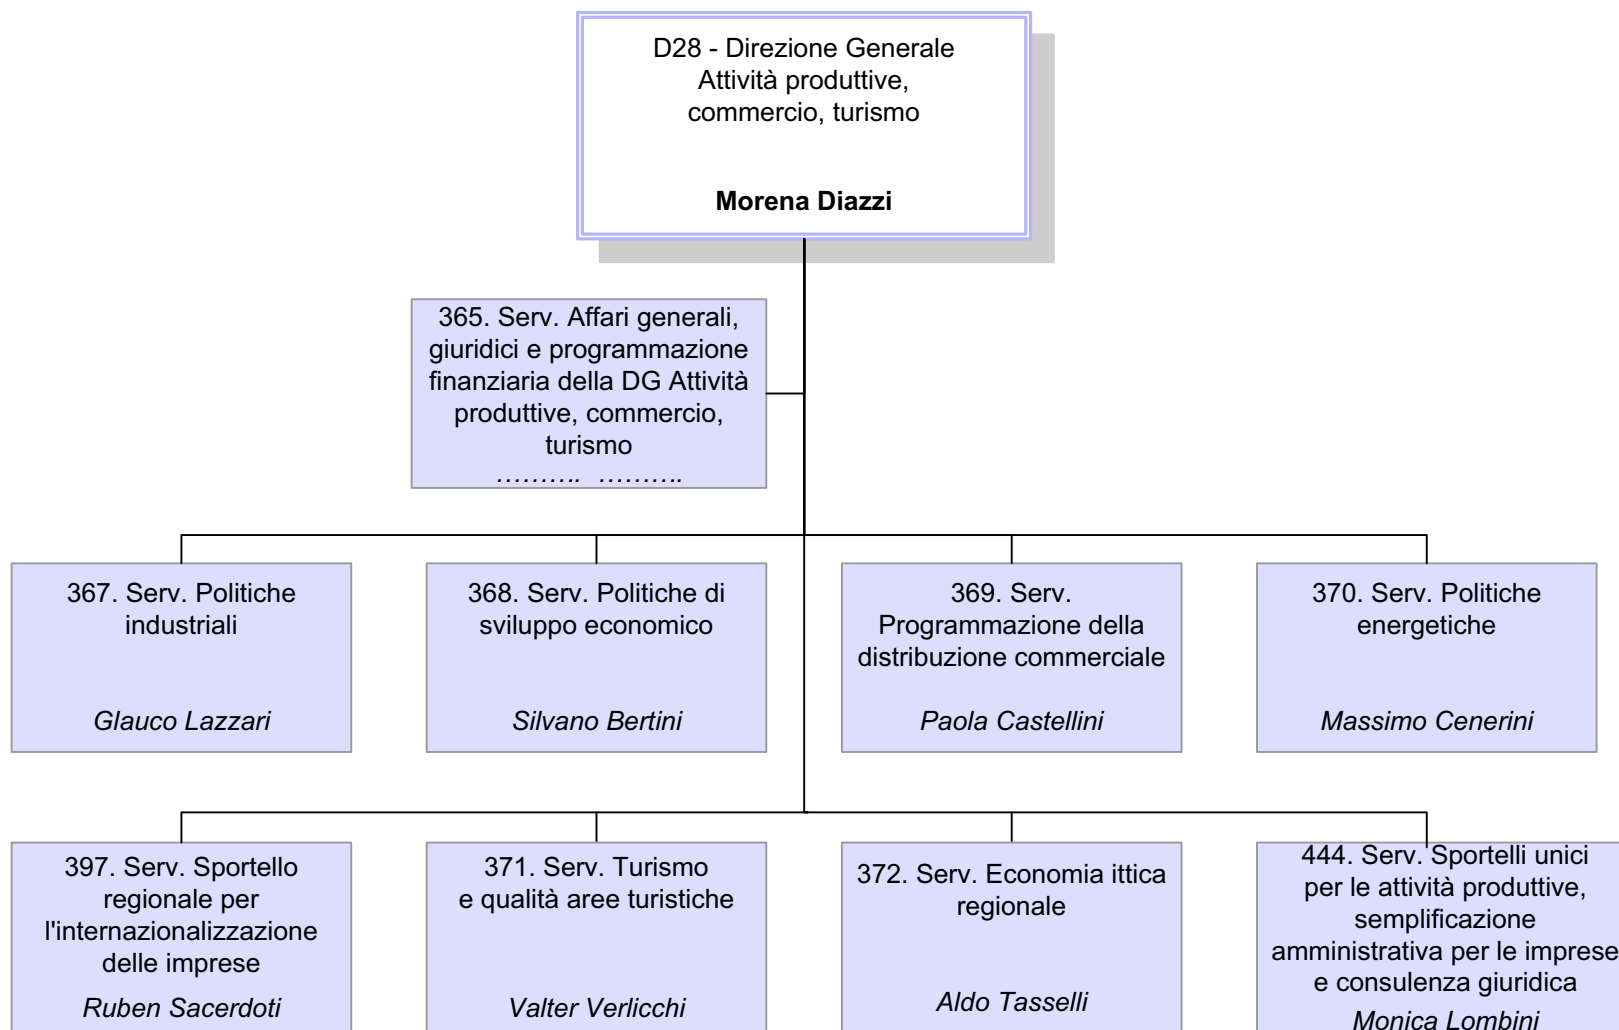 D28 - Direzione Generale
Attività produttive,
commercio, turismo
Morena Diazzi
365. Serv. Affari generali,
giuridici e programmazione
finanziaria della DG Attività
produttive, commercio,
turismo
.......... ..........
367. Serv. Politiche
industriali
Glauco Lazzari
368. Serv. Politiche di
sviluppo economico
Silvano Bertini
369. Serv.
Programmazione della
distribuzione commerciale
Paola Castellini
370. Serv. Politiche
energetiche
Massimo Cenerini
397. Serv. Sportello
regionale per
l'internazionalizzazione
delle imprese
Ruben Sacerdoti
371. Serv. Turismo
e qualità aree turistiche
Valter Verlicchi
372. Serv. Economia ittica
regionale
Aldo Tasselli
444. Serv. Sportelli unici
per le attività produttive,
semplificazione
amministrativa per le imprese
e consulenza giuridica
Monica Lombini